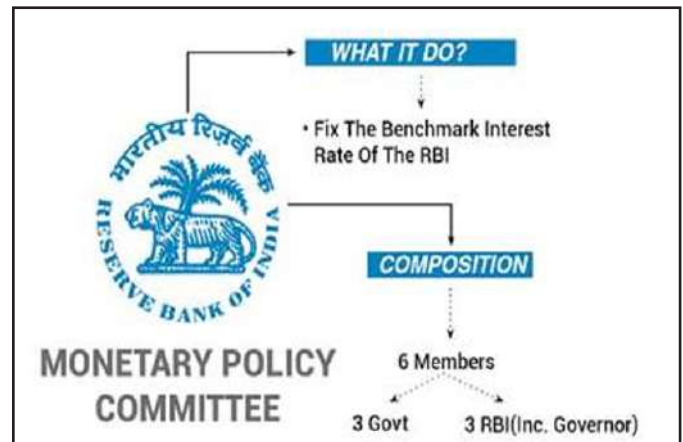 WHAT IT DO?
• Fix The Benchmark Interest
Rate Of The RBI
भारतीय रिज़र्व बैंक
RESERVE BANK OF INDIA
COMPOSITION
MONETARY POLICY
COMMITTEE
6 Members
3 Govt 3 RBI(Inc. Governor)